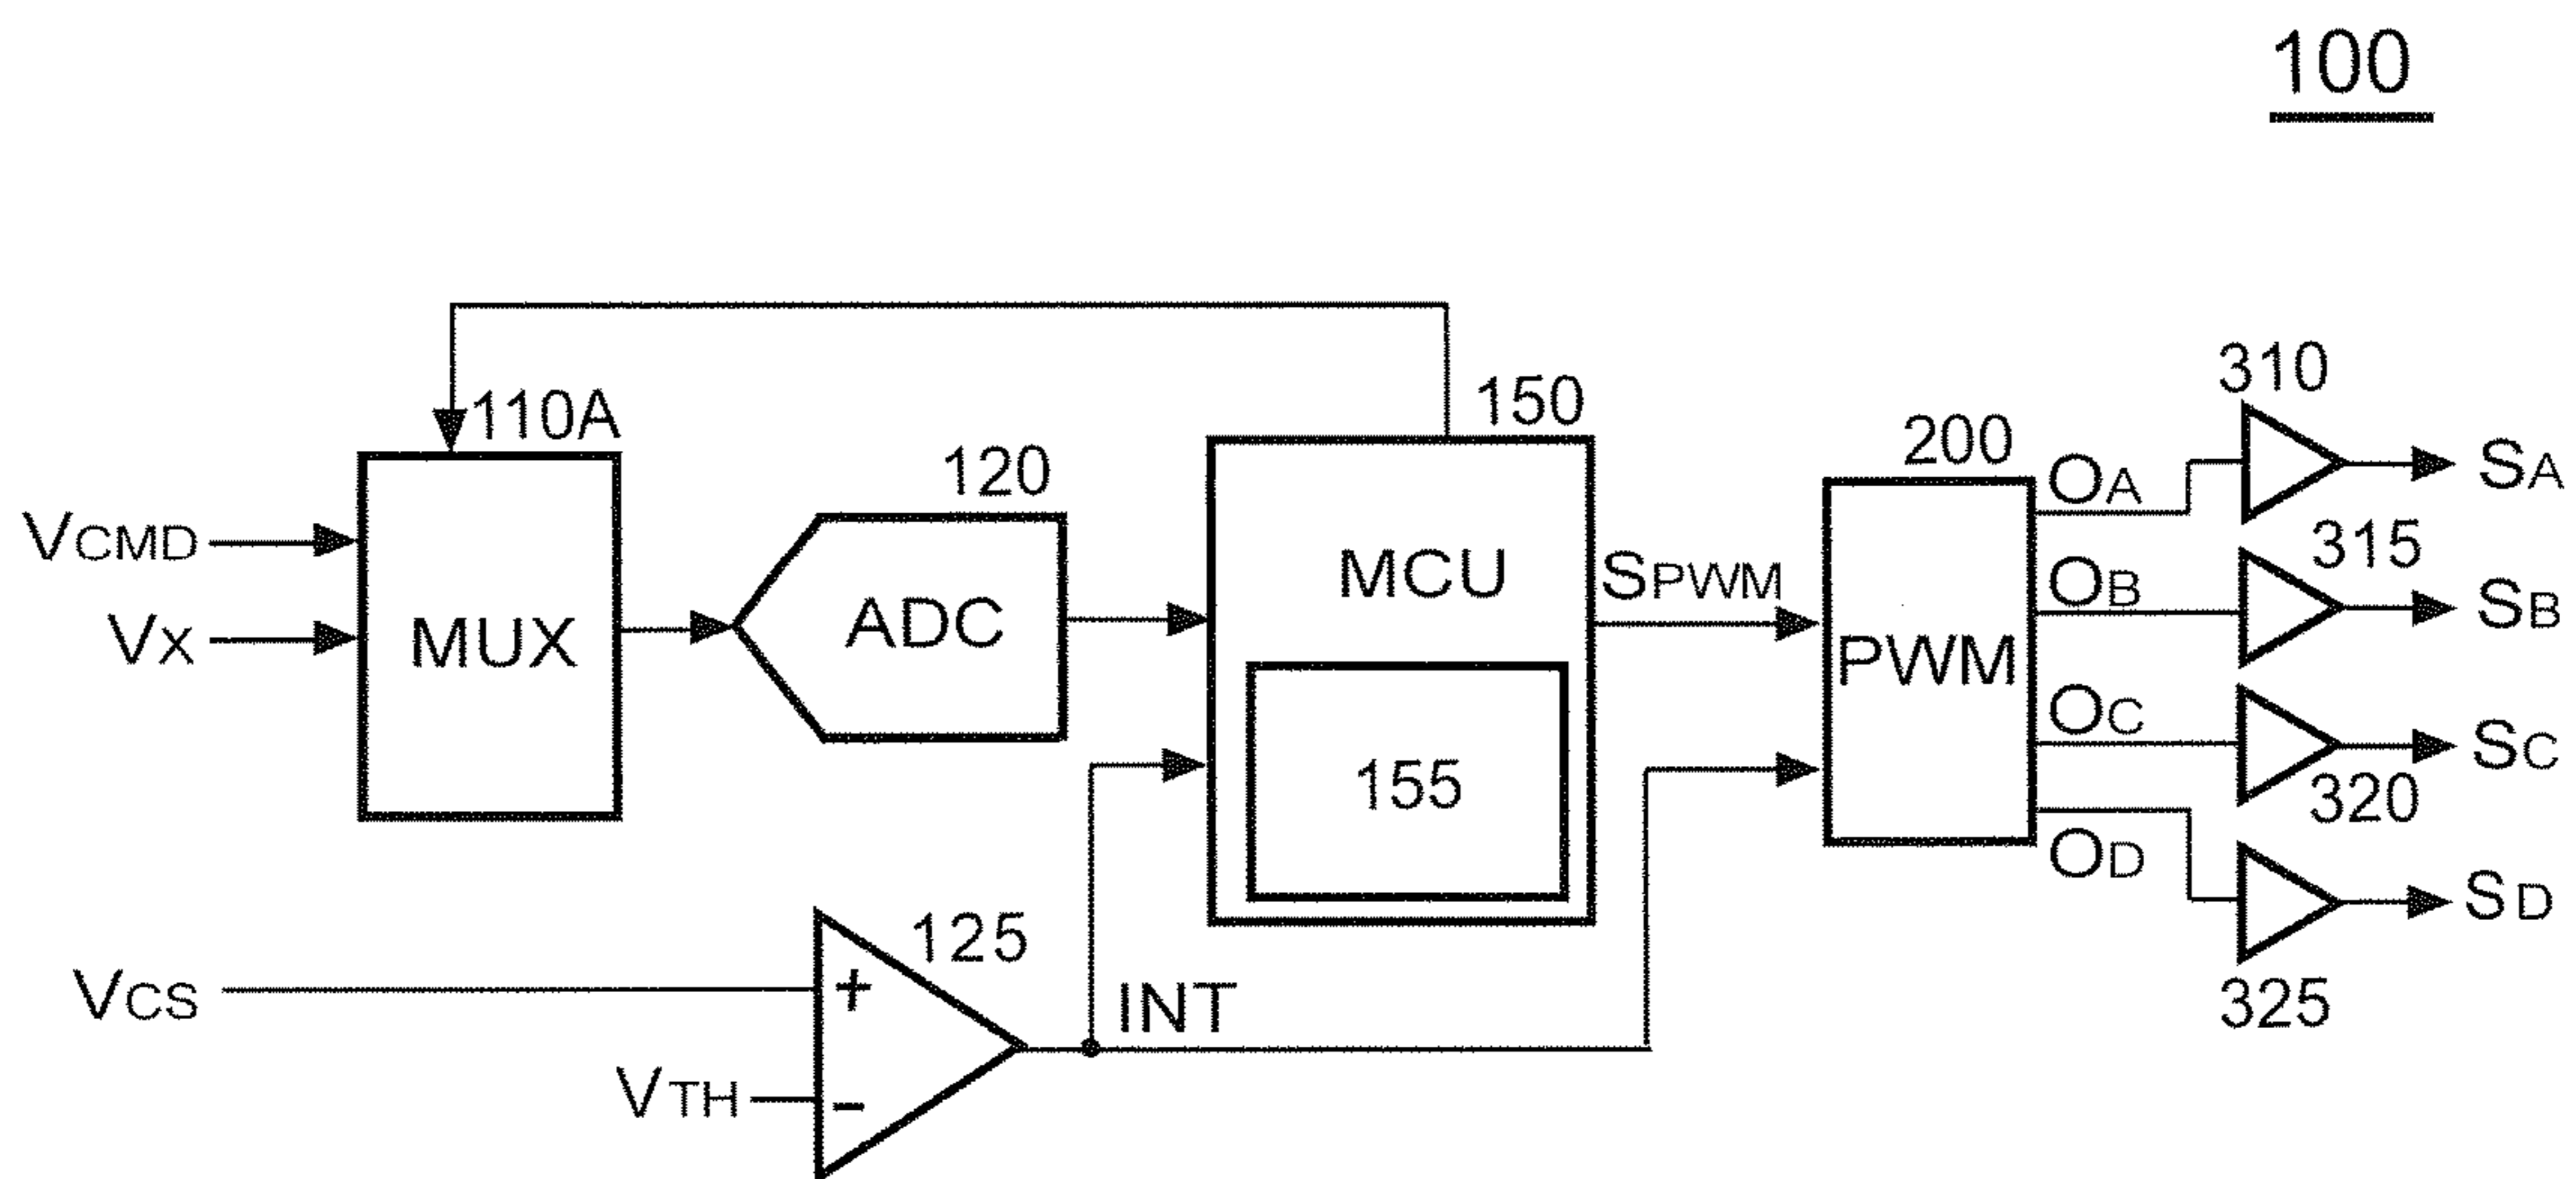 100
110A
150
310
200
120
OA
SA
VCMD
MUX
ADC
MCU
SPWM
PWM
315
OB
SB
VX
155
OC
SC
320
OD
SD
325
125
VCS
+
INT
VTH
−